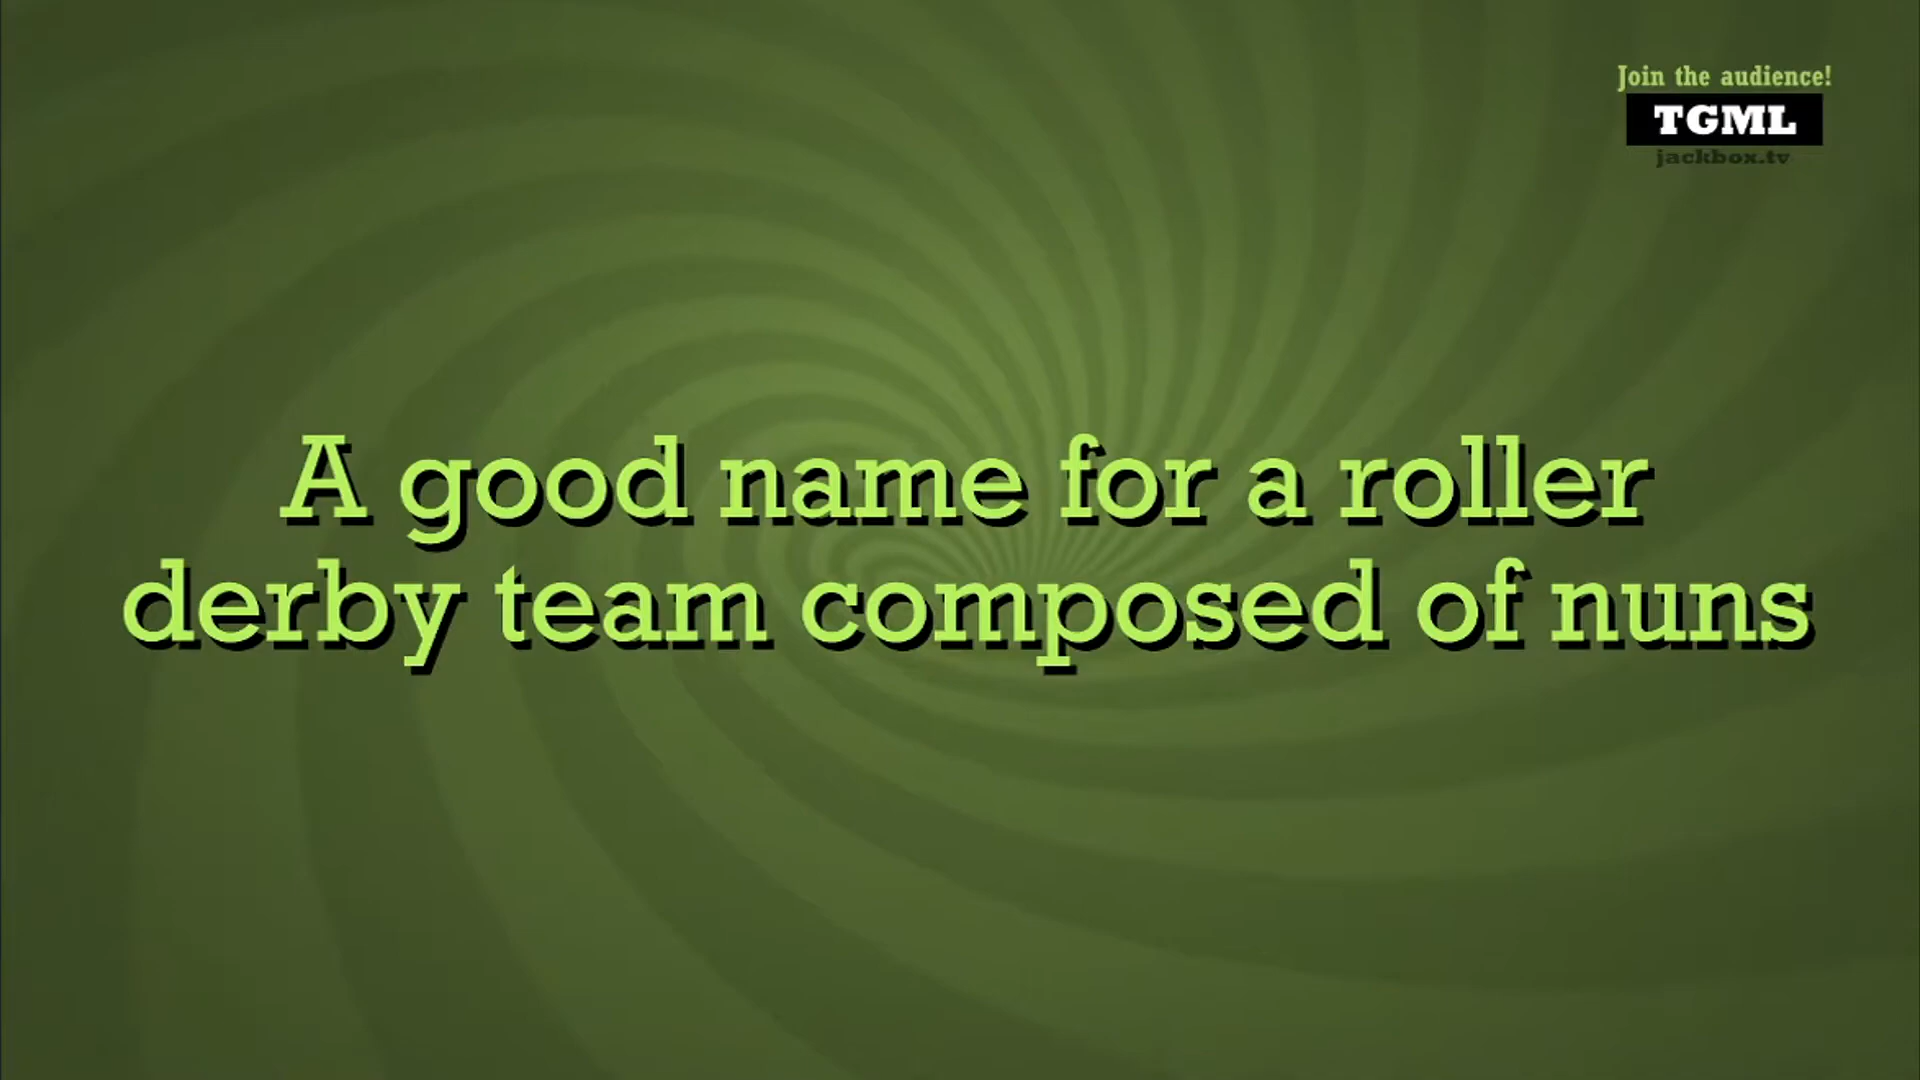 Join the audience!
TGML
jackbox.tv
A good name for a roller
derby team composed of nuns